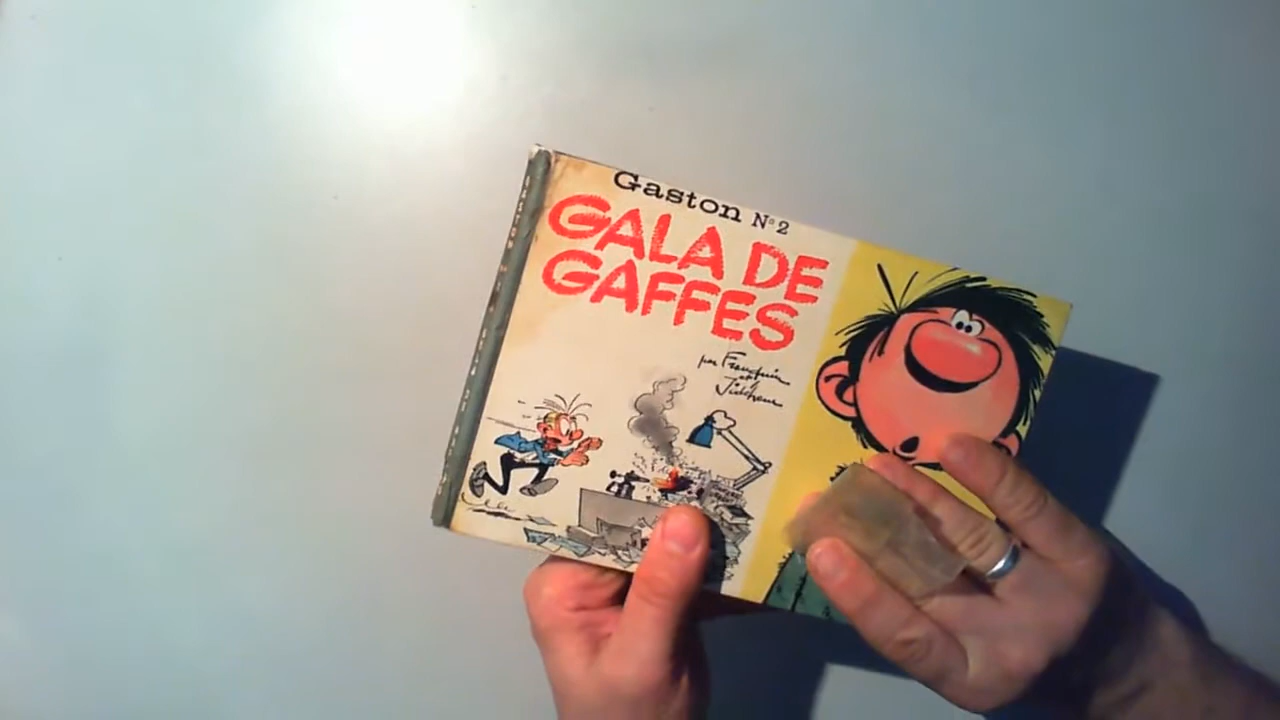 Gaston N° 2
GALA DE
GAFFES
par Franquin
et
Jidéhem